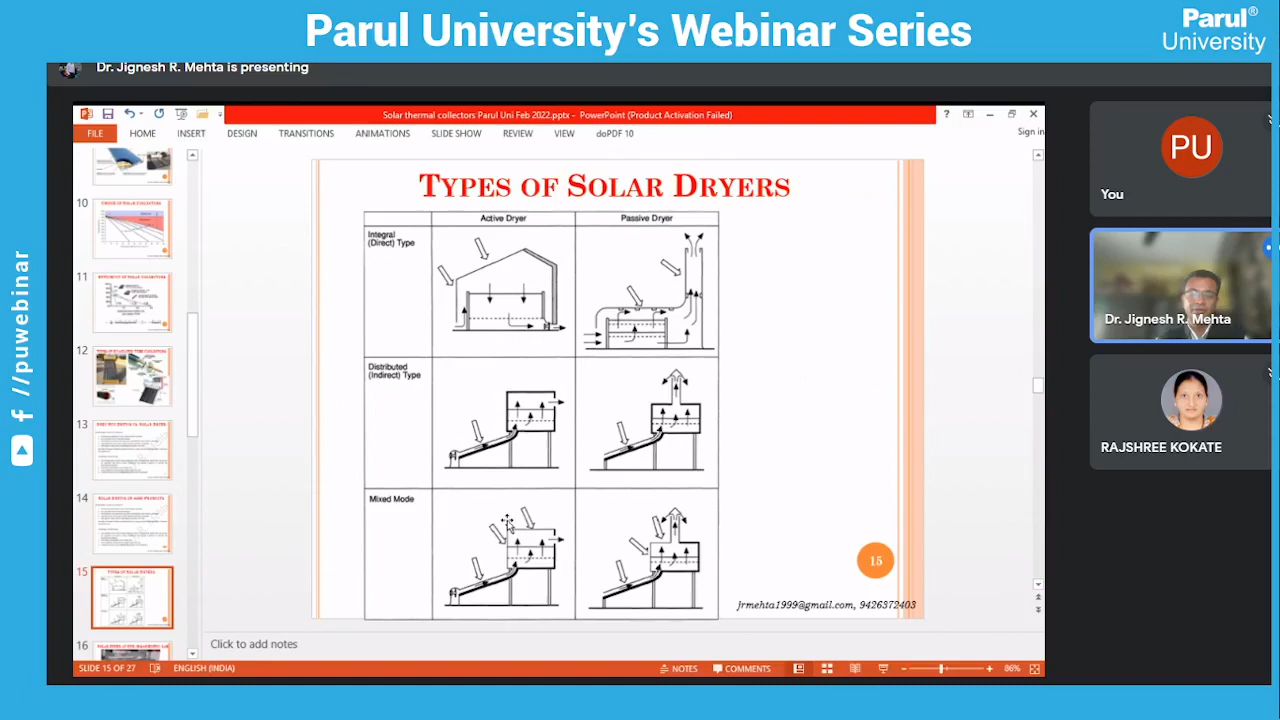 Parul University's Webinar Series
Parul®
University
Dr. Jignesh R. Mehta is presenting
Solar thermal collectors Parul Uni Feb 2022.pptx - PowerPoint (Product Activation Failed)
FILE HOME INSERT DESIGN TRANSITIONS ANIMATIONS SLIDE SHOW REVIEW VIEW doPDF 10
Sign in
10
11
12
13
14
15
16
TYPES OF SOLAR DRYERS
Active Dryer
Passive Dryer
Integral
(Direct) Type
Distributed
(Indirect) Type
Mixed Mode
15
jrmehta1999@gmail.com, 9426372403
Click to add notes
SLIDE 15 OF 27
ENGLISH (INDIA)
NOTES
COMMENTS
86%
PU
You
Dr. Jignesh R. Mehta
RAJSHREE KOKATE
//puwebinar